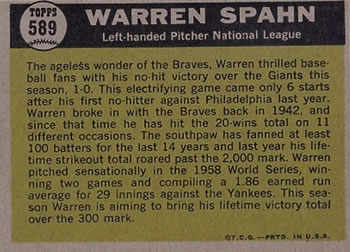 TOPPS
589
WARREN SPAHN
Left-handed Pitcher National League
The ageless wonder of the Braves, Warren thrilled base-
ball fans with his no-hit victory over the Giants this
season, 1-0. This electrifying game came only 6 starts
after his first no-hitter against Philadelphia last year.
Warren broke in with the Braves back in 1942, and
since that time he has hit the 20-wins total on 11
different occasions. The southpaw has fanned at least
100 batters for the last 14 years and last year his life-
time strikeout total roared past the 2,000 mark. Warren
pitched sensationally in the 1958 World Series, win-
ning two games and compiling a 1.86 earned run
average for 29 innings against the Yankees. This sea-
son Warren is aiming to bring his lifetime victory total
over the 300 mark.
©T.C.G.—PRTD. IN U.S.A.